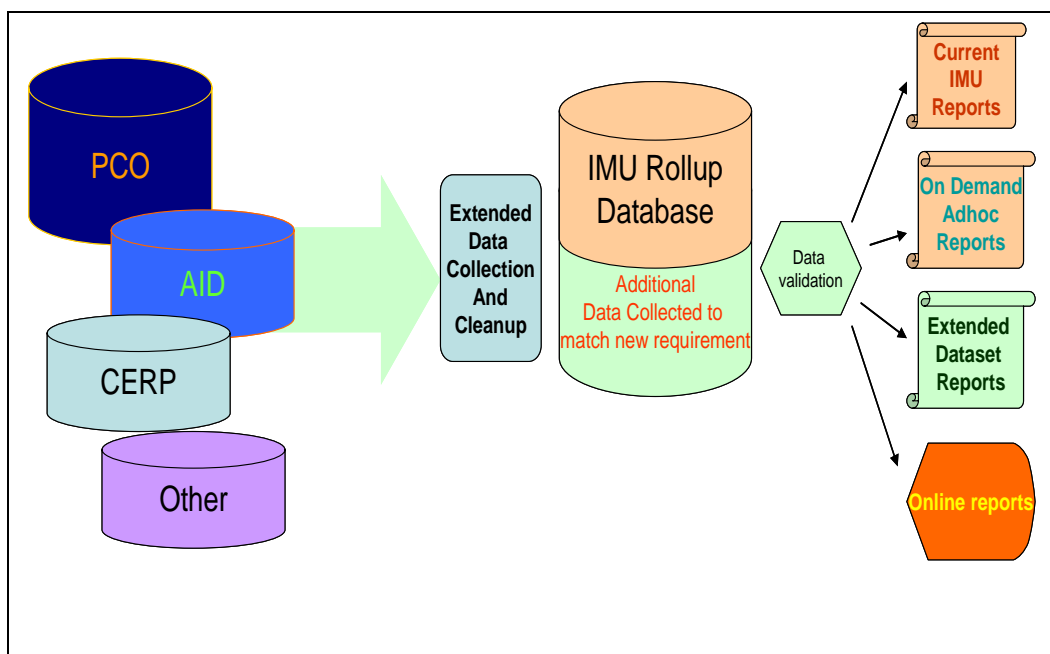 PCO
AID
CERP
Other
Extended
Data
Collection
And
Cleanup
IMU Rollup
Database
Additional
Data Collected to
match new requirement
Data
validation
Current
IMU
Reports
On Demand
Adhoc
Reports
Extended
Dataset
Reports
Online reports